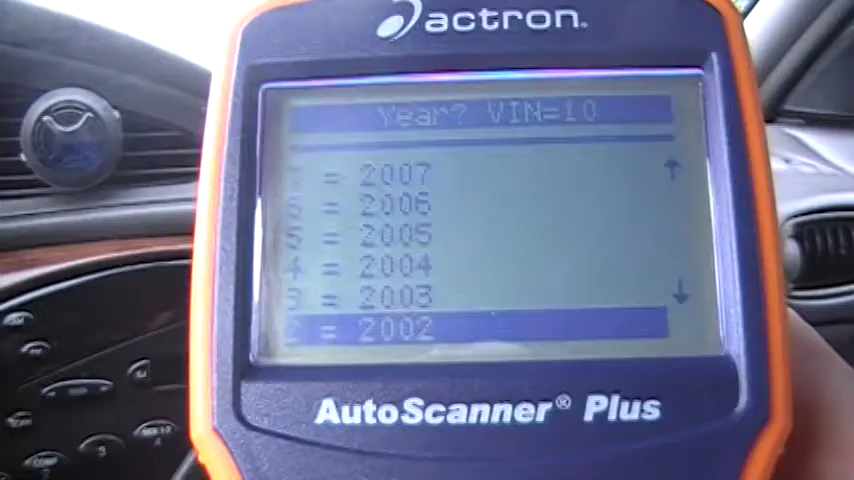 actron.
Year? VIN=10
7 = 2007
6 = 2006
5 = 2005
4 = 2004
3 = 2003
2 = 2002
AutoScanner® Plus